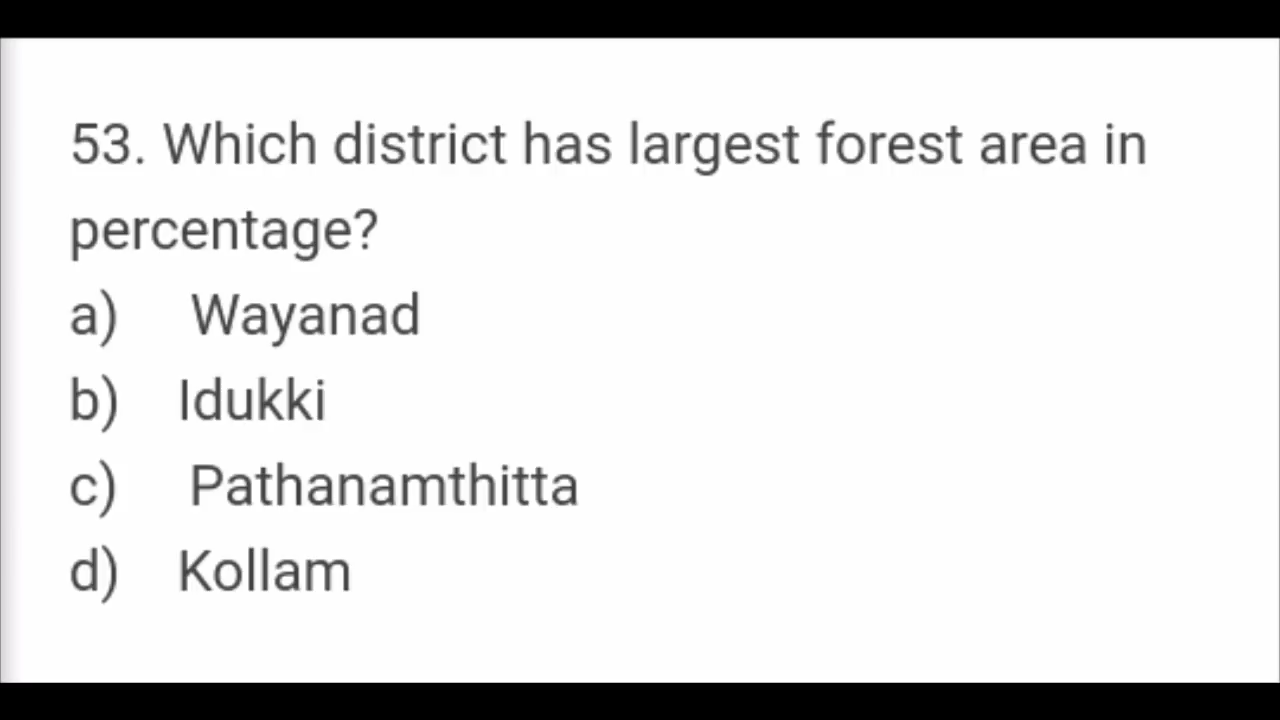 53. Which district has largest forest area in
percentage?
a) Wayanad
b) Idukki
c) Pathanamthitta
d) Kollam